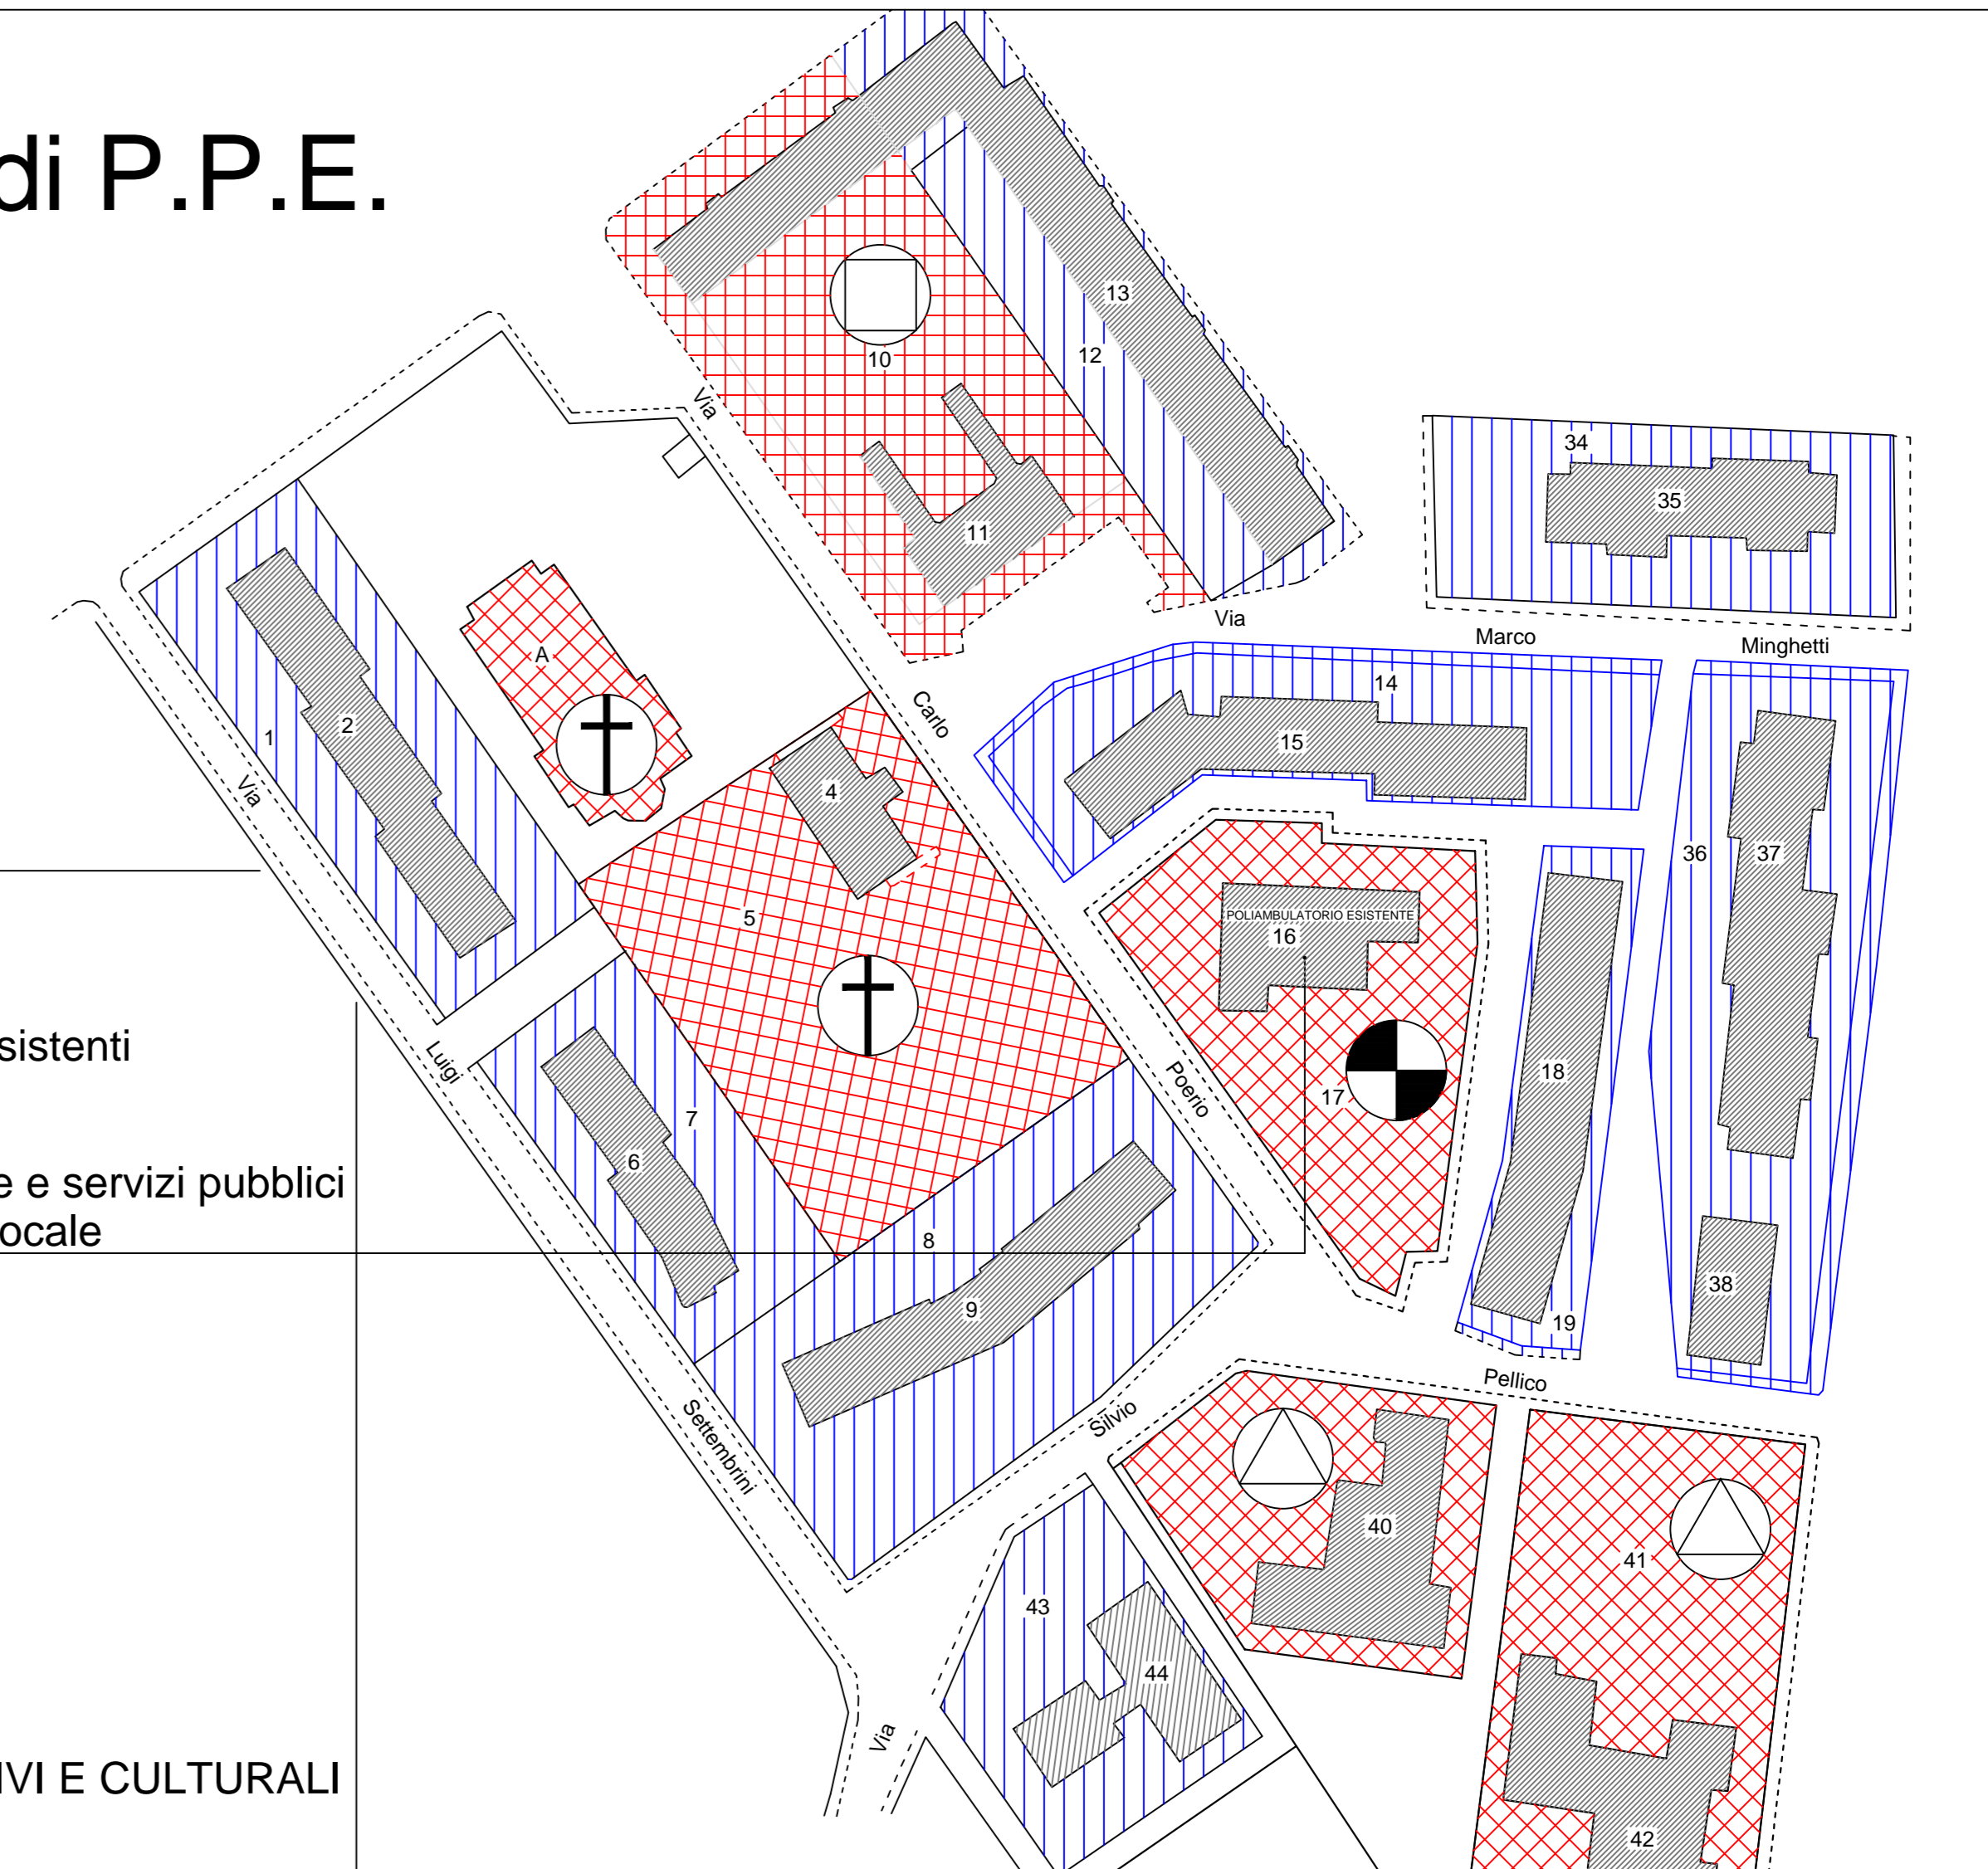 di P.P.E.
13
10
12
Via
34
35
11
Via
Marco
Minghetti
A
14
1
2
Carlo
15
Via
4
36
37
5
POLIAMBULATORIO ESISTENTE
16
sistenti
Luigi
Poerio
18
17
7
6
e e servizi pubblici
ocale
8
9
38
19
Pellico
Silvio
Settembrini
40
41
43
44
Via
IVI E CULTURALI
42